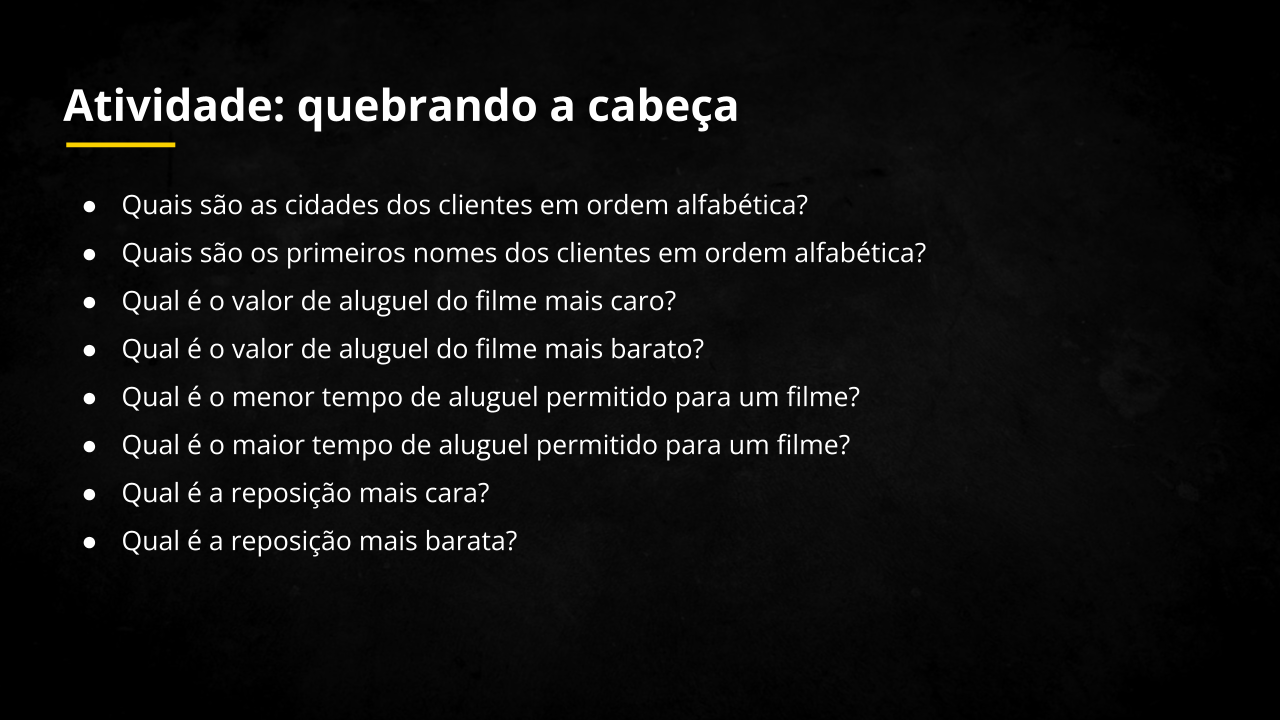 Atividade: quebrando a cabeça
● Quais são as cidades dos clientes em ordem alfabética?
● Quais são os primeiros nomes dos clientes em ordem alfabética?
● Qual é o valor de aluguel do filme mais caro?
● Qual é o valor de aluguel do filme mais barato?
● Qual é o menor tempo de aluguel permitido para um filme?
● Qual é o maior tempo de aluguel permitido para um filme?
● Qual é a reposição mais cara?
● Qual é a reposição mais barata?